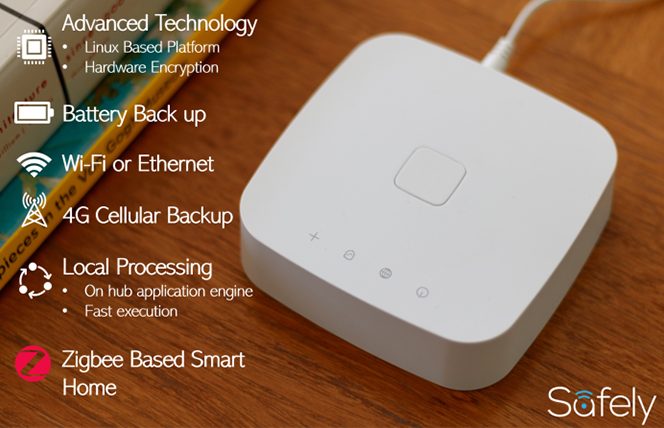 Advanced Technology
• Linux Based Platform
• Hardware Encryption
Battery Back up
Wi-Fi or Ethernet
4G Cellular Backup
Local Processing
• On hub application engine
• Fast execution
Zigbee Based Smart
Home
Safely